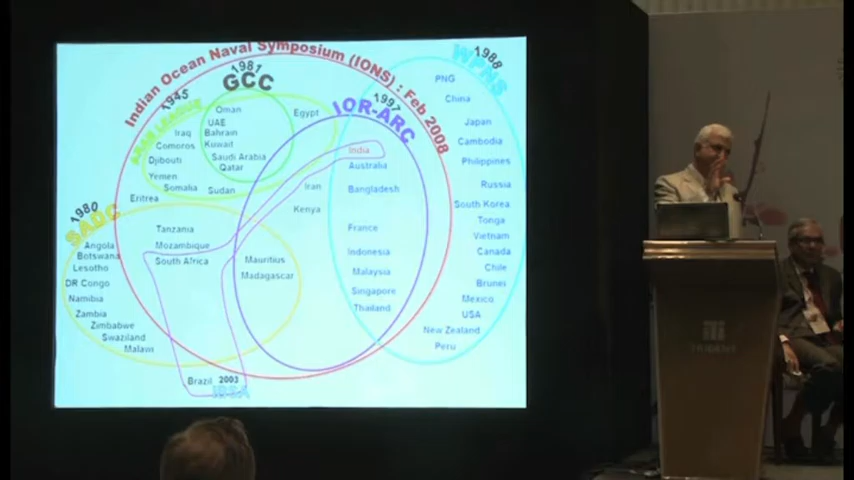 Indian Ocean Naval Symposium (IONS) : Feb 2008
1988
WPNS
1981
GCC
1945
ARAB LEAGUE
1997
IOR-ARC
1980
SADC
PNG
China
Japan
Cambodia
Philippines
Russia
South Korea
Tonga
Vietnam
Canada
Chile
Brunei
Mexico
USA
New Zealand
Peru
Oman
UAE
Bahrain
Kuwait
Saudi Arabia
Qatar
Egypt
Iraq
Comoros
Djibouti
Yemen
Somalia
Sudan
Eritrea
India
Australia
Bangladesh
France
Indonesia
Malaysia
Singapore
Thailand
Iran
Kenya
Tanzania
Mozambique
South Africa
Mauritius
Madagascar
Angola
Botswana
Lesotho
DR Congo
Namibia
Zambia
Zimbabwe
Swaziland
Malawi
Brazil 2003
IBSA
TRIDENT